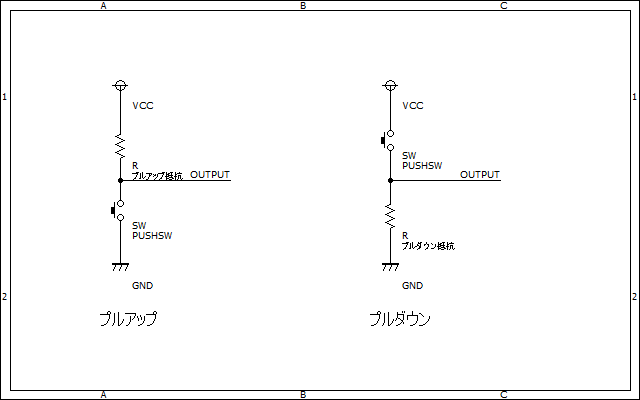 A B C
1 1
VCC VCC
SW
PUSHSW
R
プルアップ抵抗 OUTPUT OUTPUT
SW
PUSHSW
R
プルダウン抵抗
GND GND
2 2
プルアップ プルダウン
A B C